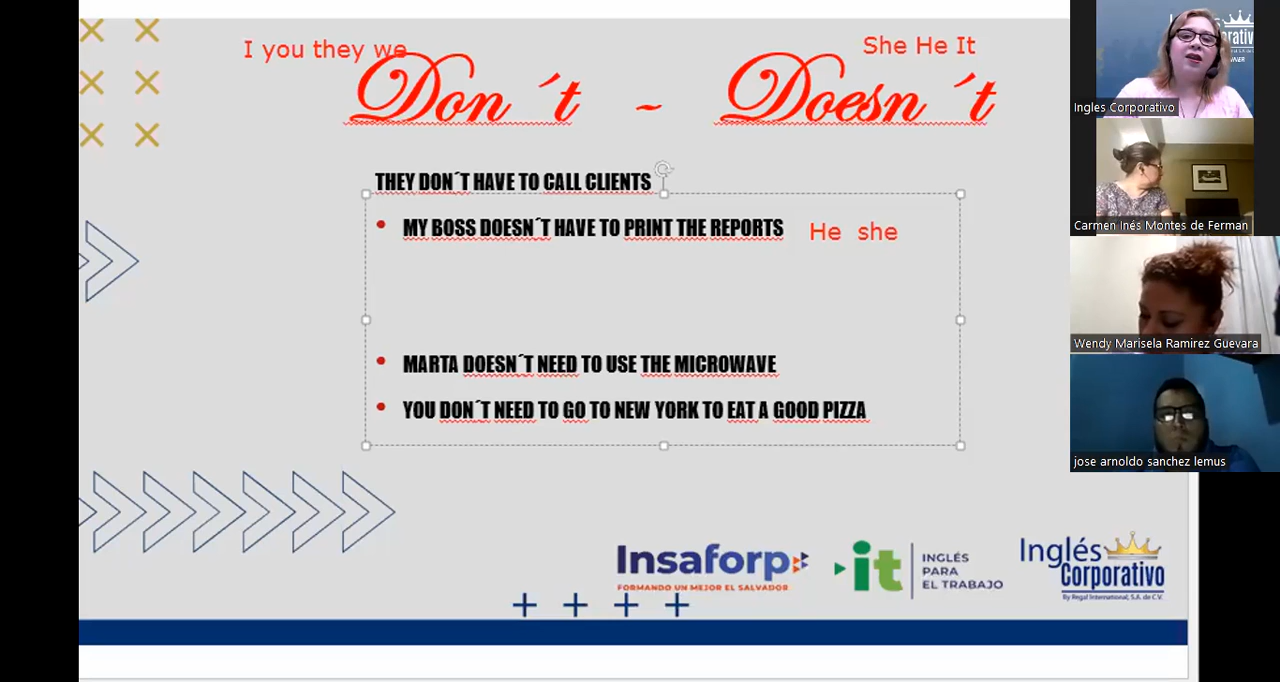 I you they we
She He It
Don´t - Doesn´t
THEY DON´T HAVE TO CALL CLIENTS
• MY BOSS DOESN´T HAVE TO PRINT THE REPORTS
He she
• MARTA DOESN´T NEED TO USE THE MICROWAVE
• YOU DON´T NEED TO GO TO NEW YORK TO EAT A GOOD PIZZA
Insaforp
FORMANDO UN MEJOR EL SALVADOR
it
INGLÉS
PARA
EL TRABAJO
Inglés
Corporativo
By Regal International, S.A. de C.V.
Ingles Corporativo
Carmen Inés Montes de Ferman
Wendy Marisela Ramirez Guevara
jose arnoldo sanchez lemus